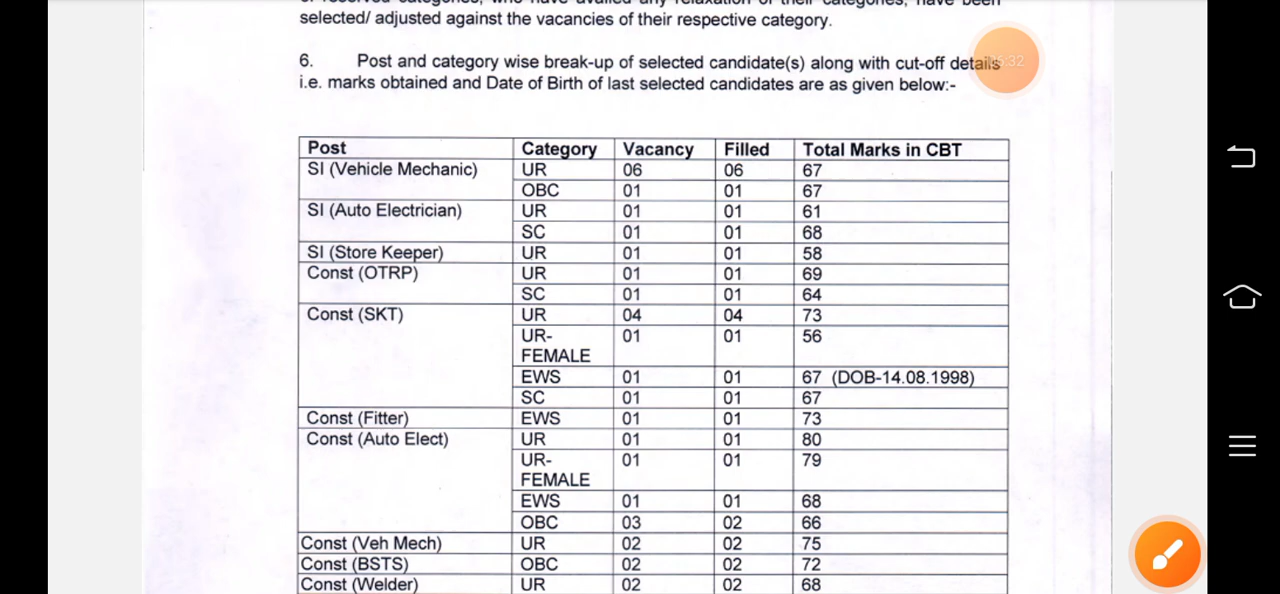 selected/ adjusted against the vacancies of their respective category.
6. Post and category wise break-up of selected candidate(s) along with cut-off details
i.e. marks obtained and Date of Birth of last selected candidates are as given below:-
Post Category Vacancy Filled Total Marks in CBT
SI (Vehicle Mechanic) UR 06 06 67
OBC 01 01 67
SI (Auto Electrician) UR 01 01 61
SC 01 01 68
SI (Store Keeper) UR 01 01 58
Const (OTRP) UR 01 01 69
SC 01 01 64
Const (SKT) UR 04 04 73
UR- 01 01 56
FEMALE
EWS 01 01 67 (DOB-14.08.1998)
SC 01 01 67
Const (Fitter) EWS 01 01 73
Const (Auto Elect) UR 01 01 80
UR- 01 01 79
FEMALE
EWS 01 01 68
OBC 03 02 66
Const (Veh Mech) UR 02 02 75
Const (BSTS) OBC 02 02 72
Const (Welder) UR 02 02 68